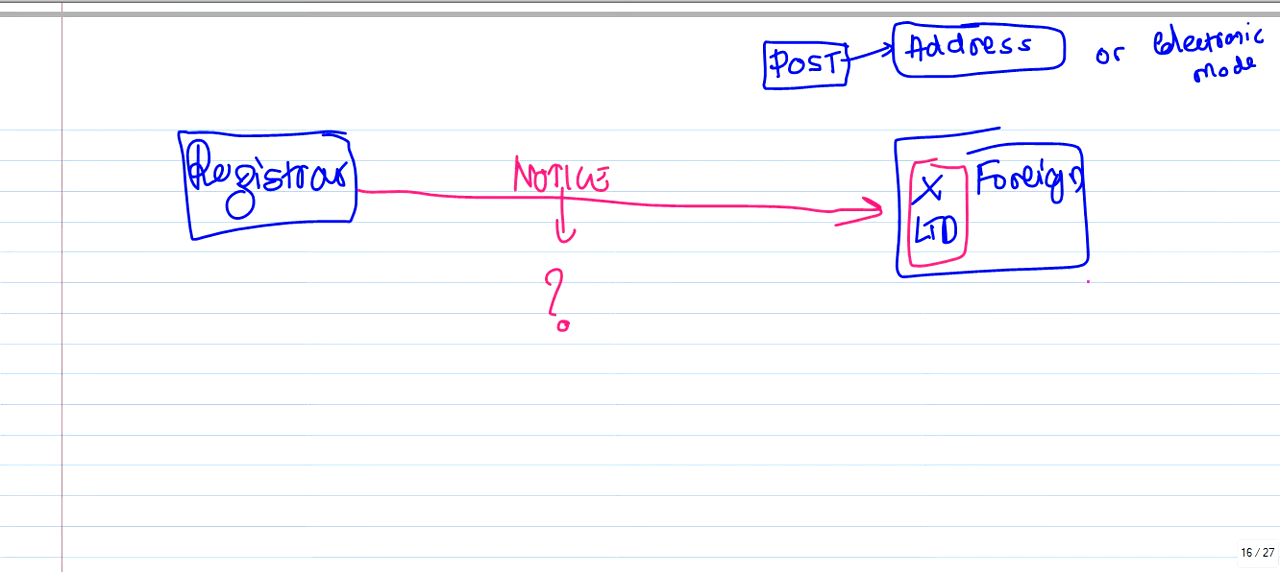 POST Address or Electronic
mode
Registrar NOTICE X Foreign
LTD
?
16 / 27